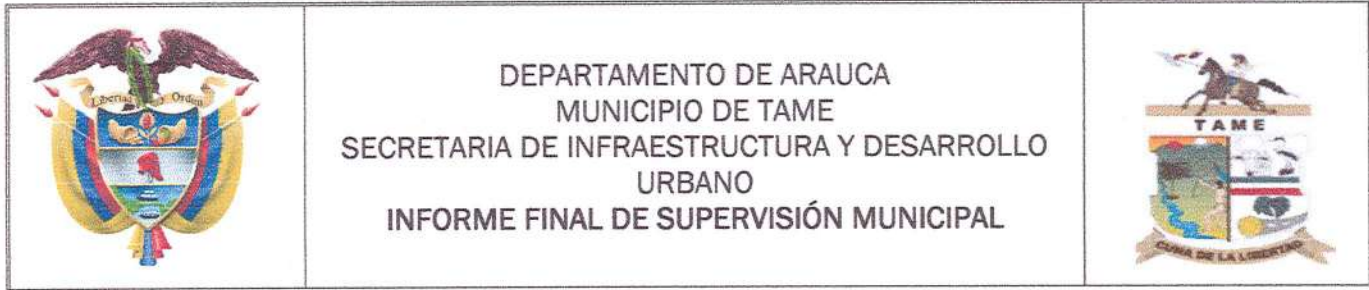 Libertad y Orden
DEPARTAMENTO DE ARAUCA
MUNICIPIO DE TAME
SECRETARIA DE INFRAESTRUCTURA Y DESARROLLO
URBANO
INFORME FINAL DE SUPERVISIÓN MUNICIPAL
TAME
CUNA DE LA LIBERTAD